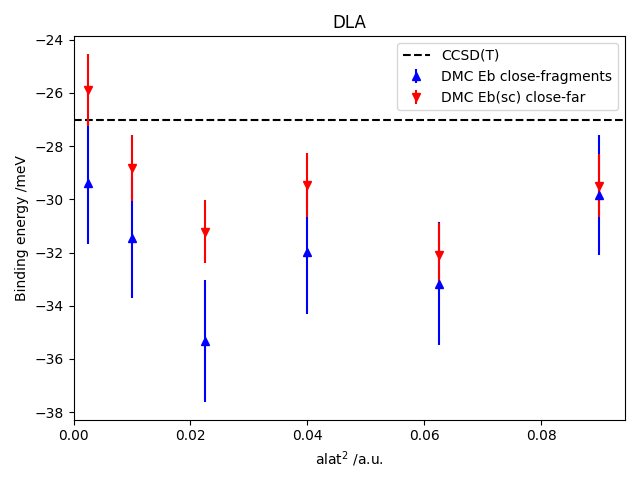 DLA
CCSD(T)
DMC Eb close-fragments
DMC Eb(sc) close-far
Binding energy /meV
−24
−26
−28
−30
−32
−34
−36
−38
0.00 0.02 0.04 0.06 0.08
alat² /a.u.